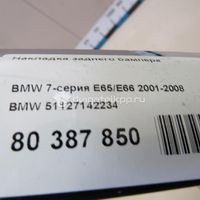 Накладка заднего бампера
BMW 7-серия E65/E66 2001-2008
BMW 51127142234
80 387 850